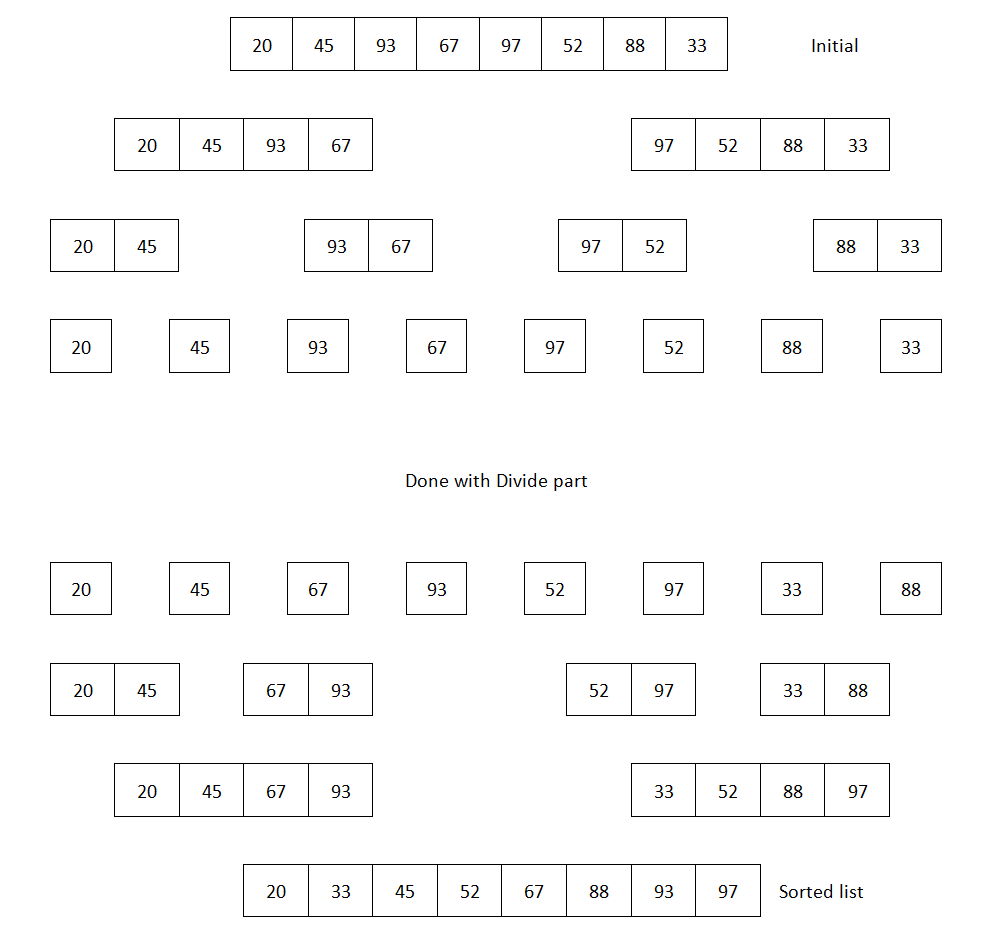 20 45 93 67 97 52 88 33 Initial
20 45 93 67 97 52 88 33
20 45 93 67 97 52 88 33
20 45 93 67 97 52 88 33
Done with Divide part
20 45 67 93 52 97 33 88
20 45 67 93 52 97 33 88
20 45 67 93 33 52 88 97
20 33 45 52 67 88 93 97 Sorted list